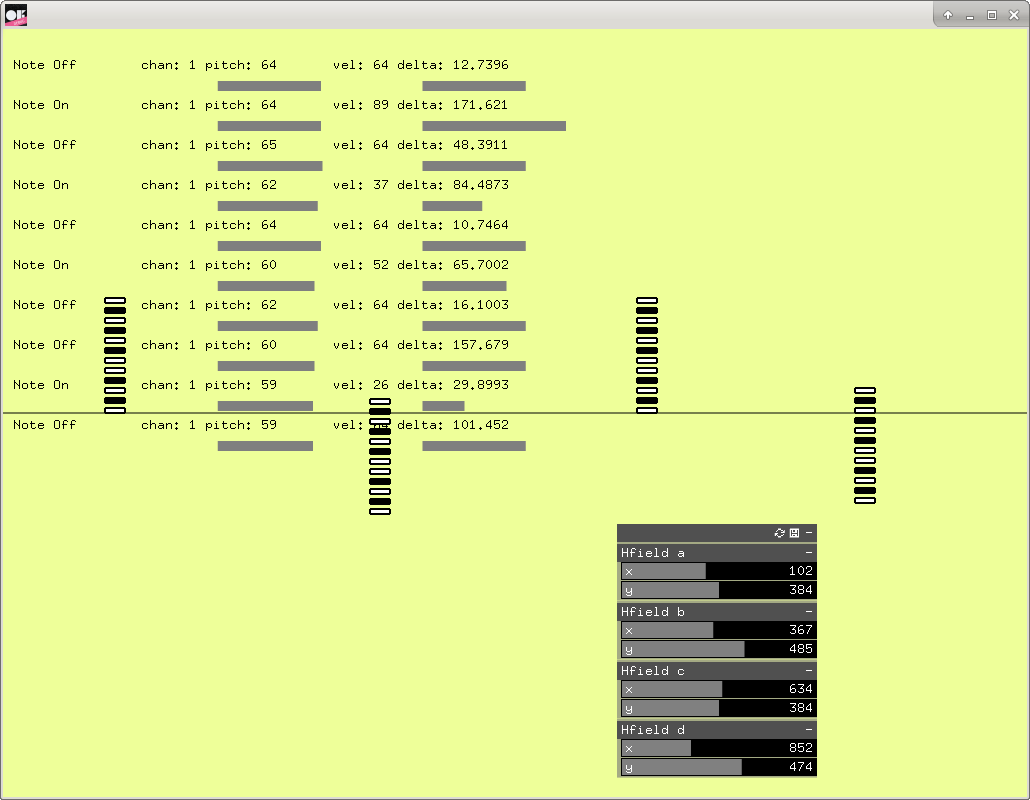 OF
Note Off chan: 1 pitch: 64 vel: 64 delta: 12.7396
Note On chan: 1 pitch: 64 vel: 89 delta: 171.621
Note Off chan: 1 pitch: 65 vel: 64 delta: 48.3911
Note On chan: 1 pitch: 62 vel: 37 delta: 84.4873
Note Off chan: 1 pitch: 64 vel: 64 delta: 10.7464
Note On chan: 1 pitch: 60 vel: 52 delta: 65.7002
Note Off chan: 1 pitch: 62 vel: 64 delta: 16.1003
Note Off chan: 1 pitch: 60 vel: 64 delta: 157.679
Note On chan: 1 pitch: 59 vel: 26 delta: 29.8993
Note Off chan: 1 pitch: 59 vel: delta: 101.452
Hfield a
x 102
y 384
Hfield b
x 367
y 485
Hfield c
x 634
y 384
Hfield d
x 852
y 474